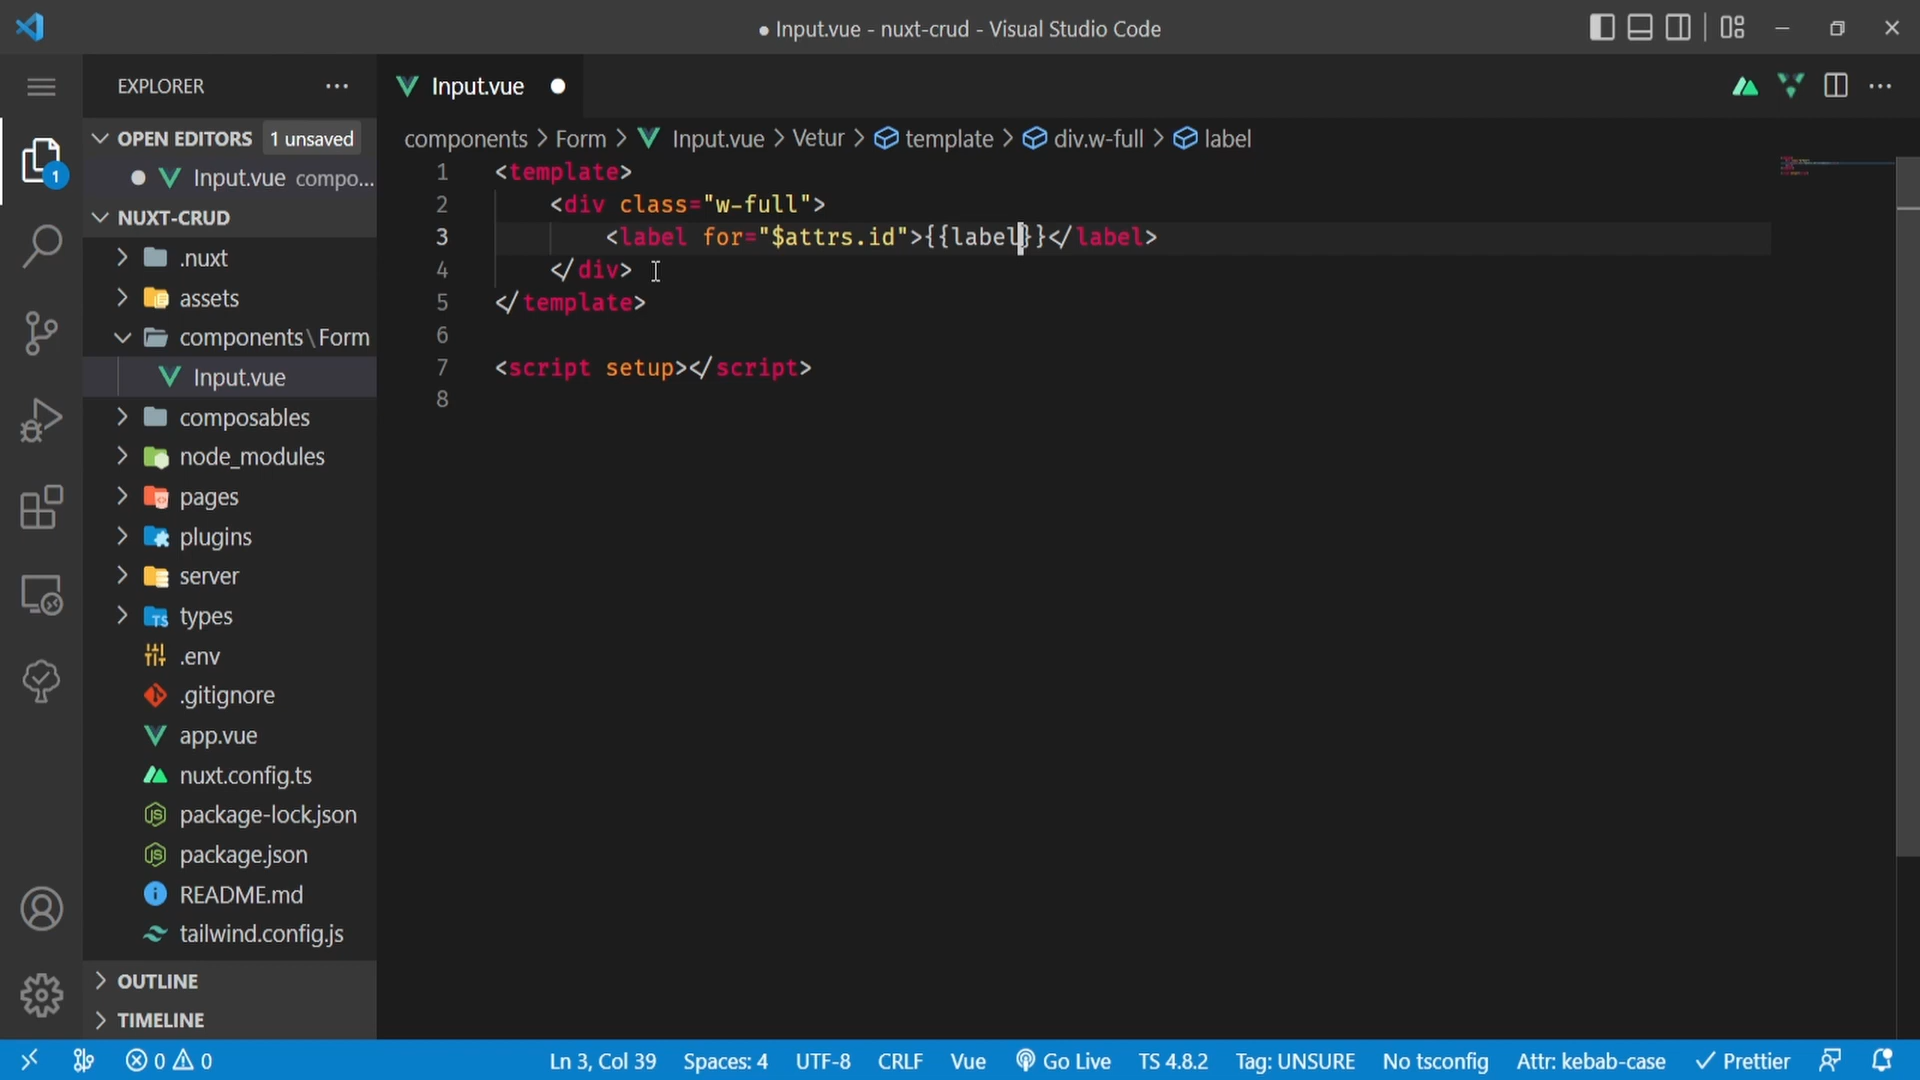 ● Input.vue - nuxt-crud - Visual Studio Code
EXPLORER
OPEN EDITORS 1 unsaved
Input.vue compo...
NUXT-CRUD
.nuxt
assets
components\Form
Input.vue
composables
node_modules
pages
plugins
server
types
.env
.gitignore
app.vue
nuxt.config.ts
package-lock.json
package.json
README.md
tailwind.config.js
OUTLINE
TIMELINE
1
Input.vue
components > Form > Input.vue > Vetur > template > div.w-full > label
1 <template>
2 <div class="w-full">
3 <label for="$attrs.id">{{label}}</label>
4 </div>
5 </template>
6
7 <script setup></script>
8
0 0 Ln 3, Col 39 Spaces: 4 UTF-8 CRLF Vue Go Live TS 4.8.2 Tag: UNSURE No tsconfig Attr: kebab-case Prettier